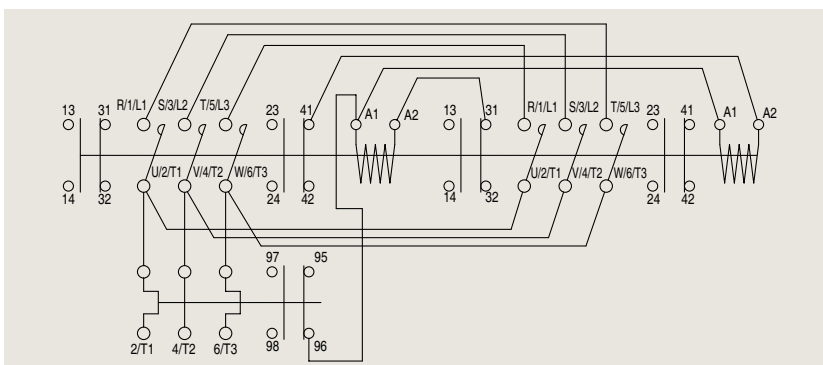 R/1/L1 S/3/L2 T/5/L3 A1 A2 R/1/L1 S/3/L2 T/5/L3 A1 A2
13 31 23 41 13 31 23 41
U/2/T1 V/4/T2 W/6/T3 U/2/T1 V/4/T2 W/6/T3
14 32 24 42 14 32 24 42
97 95
98 96
2/T1 4/T2 6/T3